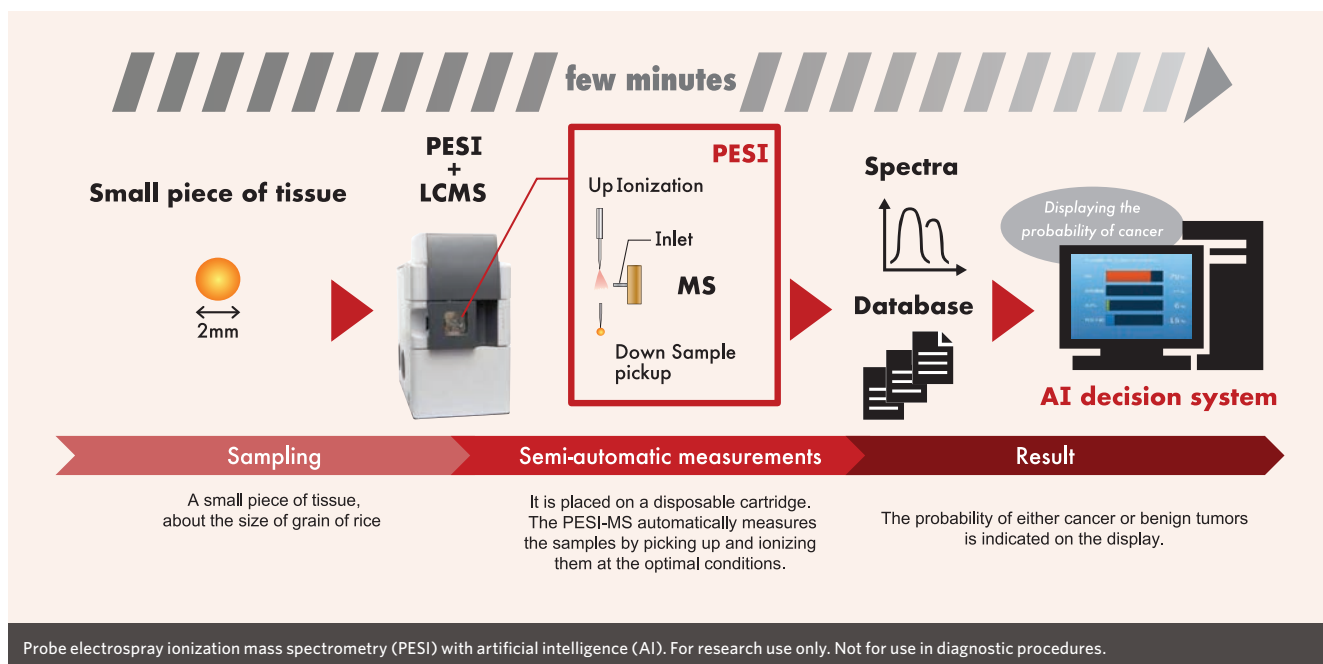 few minutes
Small piece of tissue
2mm
PESI
+
LCMS
PESI
Up Ionization
Inlet
MS
Down Sample
pickup
Spectra
Database
Displaying the
probability of cancer
AI decision system
Sampling
Semi-automatic measurements
Result
A small piece of tissue,
about the size of grain of rice
It is placed on a disposable cartridge.
The PESI-MS automatically measures
the samples by picking up and ionizing
them at the optimal conditions.
The probability of either cancer or benign tumors
is indicated on the display.
Probe electrospray ionization mass spectrometry (PESI) with artificial intelligence (AI). For research use only. Not for use in diagnostic procedures.